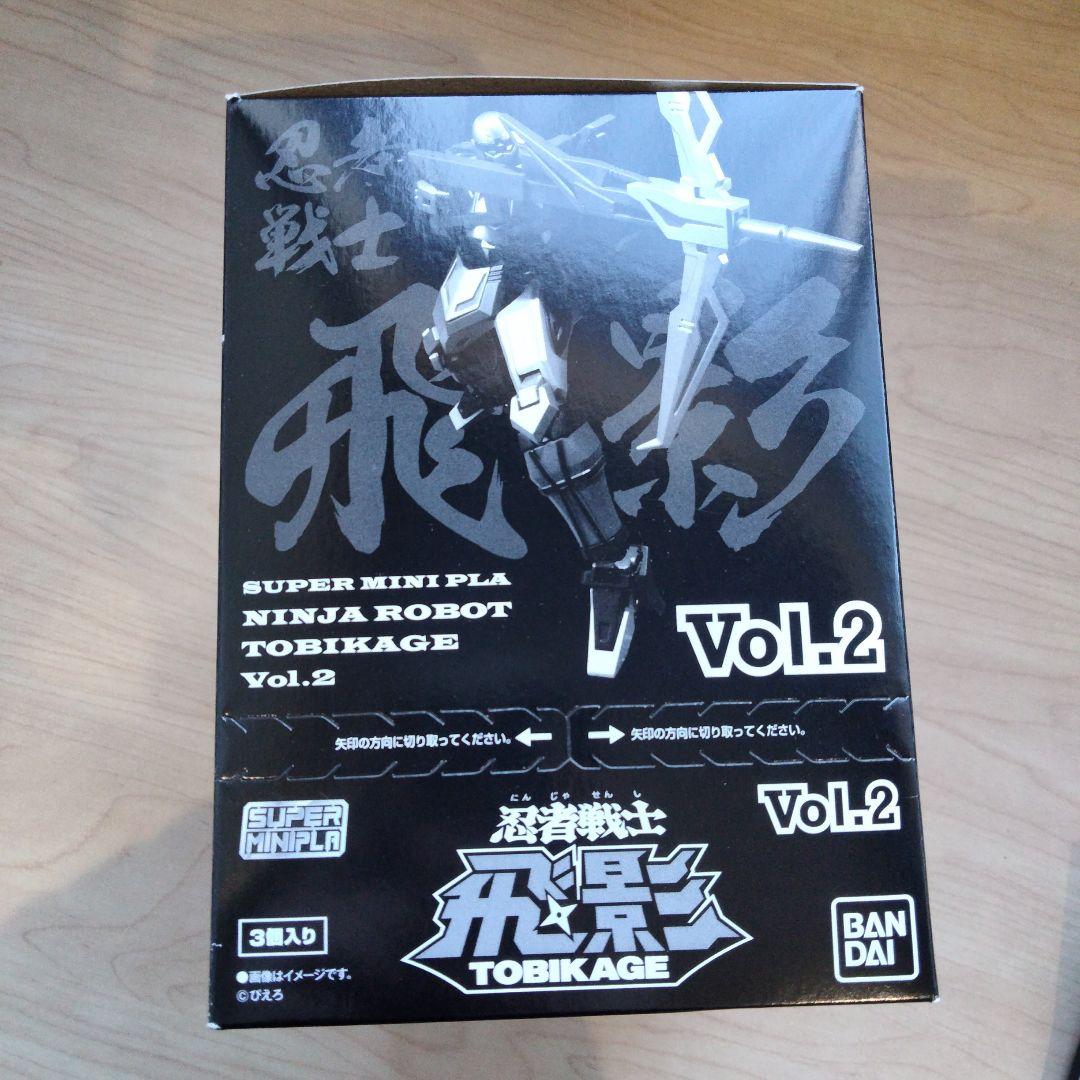 忍者
戦士
飛影
SUPER MINI PLA
NINJA ROBOT
TOBIKAGE
Vol.2
Vol.2
矢印の方向に切り取ってください。
矢印の方向に切り取ってください。
SUPER
MINIPLA
にんじゃせんし
忍者戦士
飛影
TOBIKAGE
Vol.2
3個入り
●画像はイメージです。
©ぴえろ
BAN
DAI